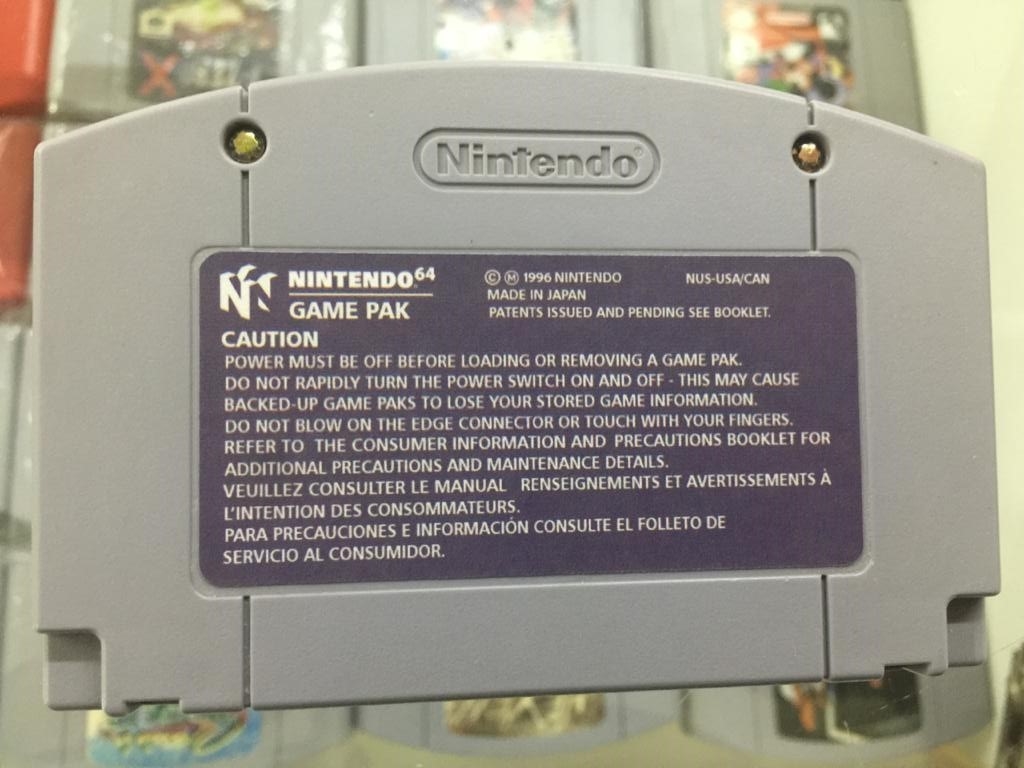 Nintendo®
NINTENDO64
GAME PAK
© Ⓜ 1996 NINTENDO
MADE IN JAPAN
PATENTS ISSUED AND PENDING SEE BOOKLET.
NUS-USA/CAN
CAUTION
POWER MUST BE OFF BEFORE LOADING OR REMOVING A GAME PAK.
DO NOT RAPIDLY TURN THE POWER SWITCH ON AND OFF - THIS MAY CAUSE
BACKED-UP GAME PAKS TO LOSE YOUR STORED GAME INFORMATION.
DO NOT BLOW ON THE EDGE CONNECTOR OR TOUCH WITH YOUR FINGERS.
REFER TO THE CONSUMER INFORMATION AND PRECAUTIONS BOOKLET FOR
ADDITIONAL PRECAUTIONS AND MAINTENANCE DETAILS.
VEUILLEZ CONSULTER LE MANUAL RENSEIGNEMENTS ET AVERTISSEMENTS À
L'INTENTION DES CONSOMMATEURS.
PARA PRECAUCIONES E INFORMACIÓN CONSULTE EL FOLLETO DE
SERVICIO AL CONSUMIDOR.